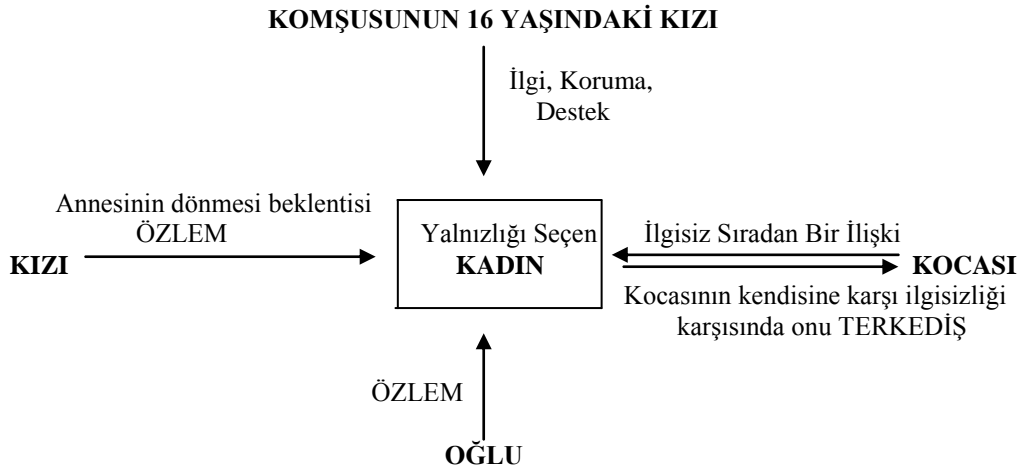 KOMŞUSUNUN 16 YAŞINDAKİ KIZI
İlgi, Koruma,
Destek
Annesinin dönmesi beklentisi
ÖZLEM
KIZI
Yalnızlığı Seçen
KADIN
İlgisiz Sıradan Bir İlişki
KOCASI
Kocasının kendisine karşı ilgisizliği
karşısında onu TERKEDİŞ
ÖZLEM
OĞLU